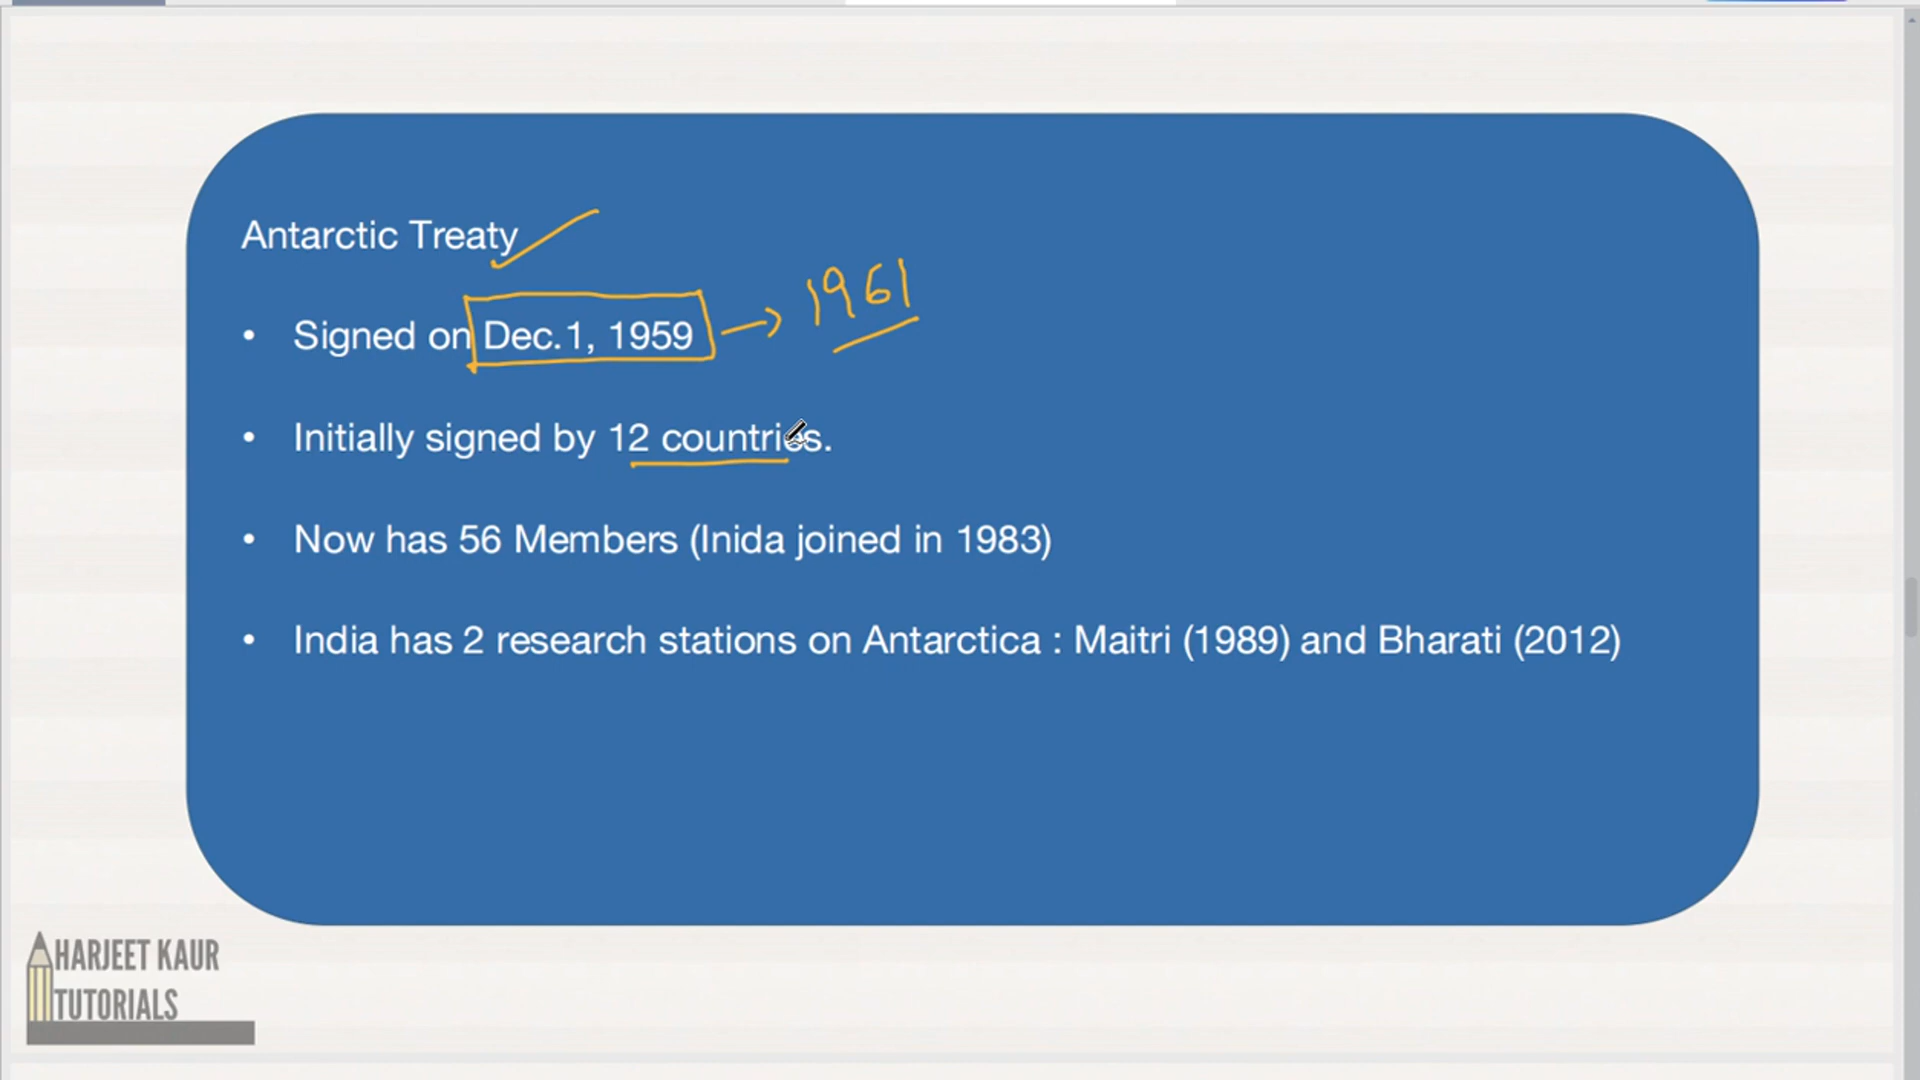 Antarctic Treaty
• Signed on Dec.1, 1959 → 1961
• Initially signed by 12 countries.
• Now has 56 Members (Inida joined in 1983)
• India has 2 research stations on Antarctica : Maitri (1989) and Bharati (2012)
HARJEET KAUR
TUTORIALS